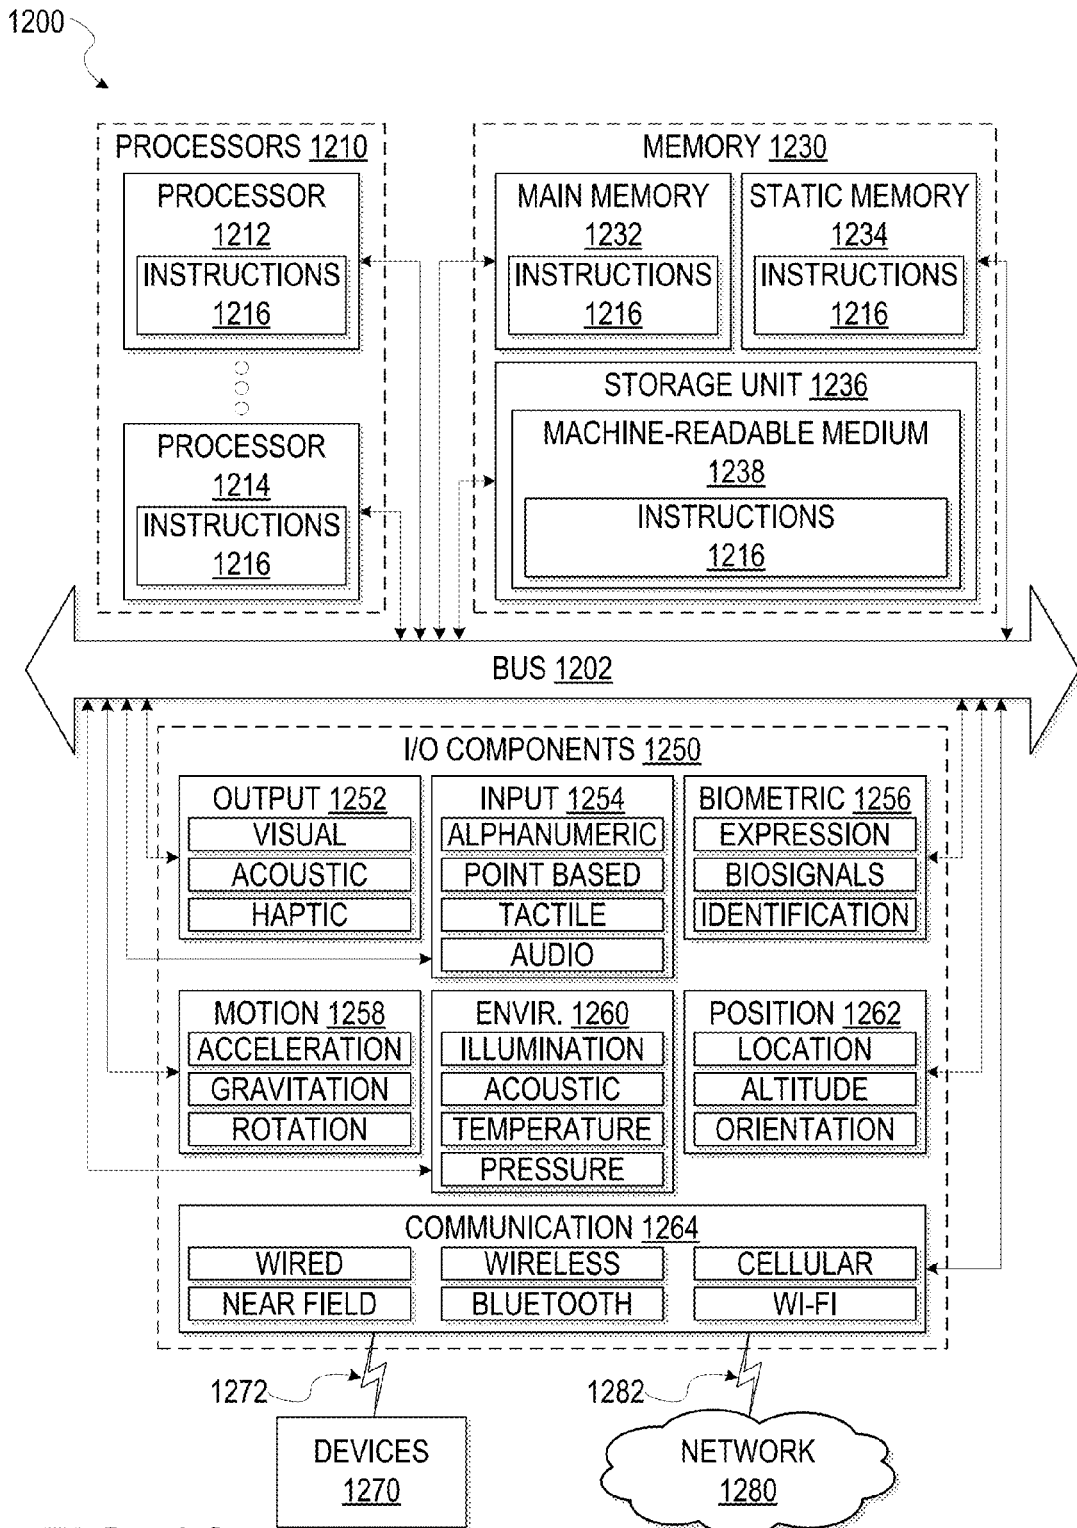 1200
PROCESSORS 1210
PROCESSOR
1212
INSTRUCTIONS
1216
PROCESSOR
1214
INSTRUCTIONS
1216
MEMORY 1230
MAIN MEMORY
1232
INSTRUCTIONS
1216
STATIC MEMORY
1234
INSTRUCTIONS
1216
STORAGE UNIT 1236
MACHINE-READABLE MEDIUM
1238
INSTRUCTIONS
1216
BUS 1202
I/O COMPONENTS 1250
OUTPUT 1252
VISUAL
ACOUSTIC
HAPTIC
INPUT 1254
ALPHANUMERIC
POINT BASED
TACTILE
AUDIO
BIOMETRIC 1256
EXPRESSION
BIOSIGNALS
IDENTIFICATION
MOTION 1258
ACCELERATION
GRAVITATION
ROTATION
ENVIR. 1260
ILLUMINATION
ACOUSTIC
TEMPERATURE
PRESSURE
POSITION 1262
LOCATION
ALTITUDE
ORIENTATION
COMMUNICATION 1264
WIRED
WIRELESS
CELLULAR
NEAR FIELD
BLUETOOTH
WI-FI
1272
1282
DEVICES
1270
NETWORK
1280